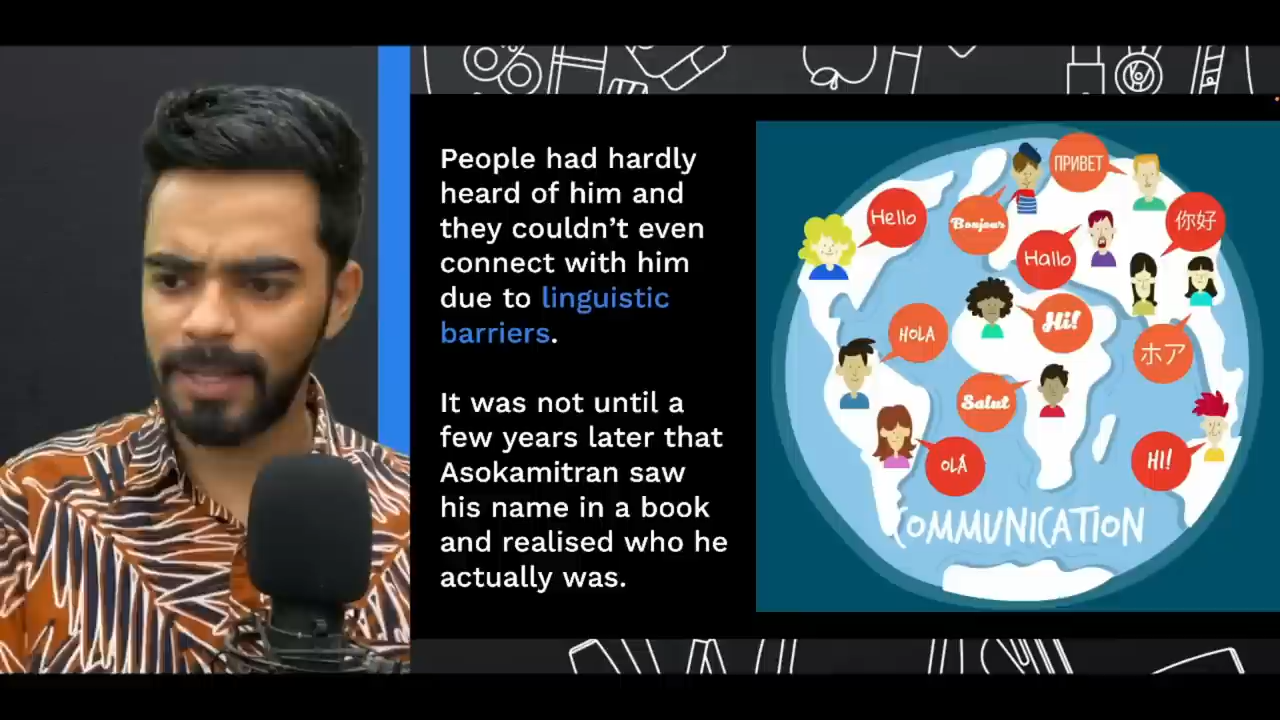 People had hardly
heard of him and
they couldn't even
connect with him
due to linguistic
barriers.
It was not until a
few years later that
Asokamitran saw
his name in a book
and realised who he
actually was.
ПРИВЕТ
Hello
Bonjour
你好
Hallo
Hi!
HOLA
ホア
Salut
OLÁ
HI!
COMMUNICATION